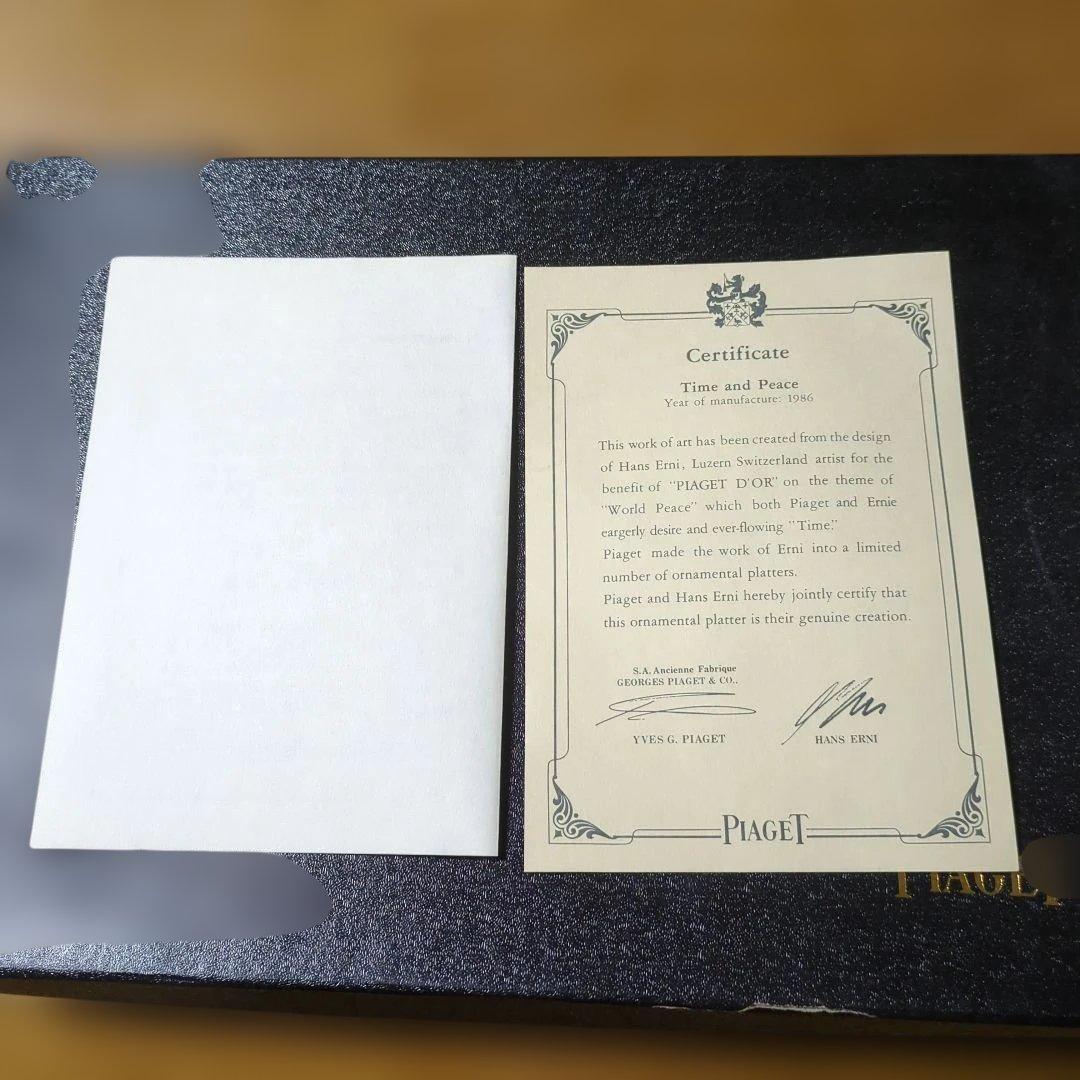 Certificate
Time and Peace
Year of manufacture: 1986
This work of art has been created from the design
of Hans Erni, Luzern Switzerland artist for the
benefit of "PIAGET D'OR" on the theme of
"World Peace" which both Piaget and Ernie
eargerly desire and ever-flowing "Time."
Piaget made the work of Erni into a limited
number of ornamental platters.
Piaget and Hans Erni hereby jointly certify that
this ornamental platter is their genuine creation.
S.A. Ancienne Fabrique
GEORGES PIAGET & CO..
YVES G. PIAGET
HANS ERNI
PIAGET
PIAGET